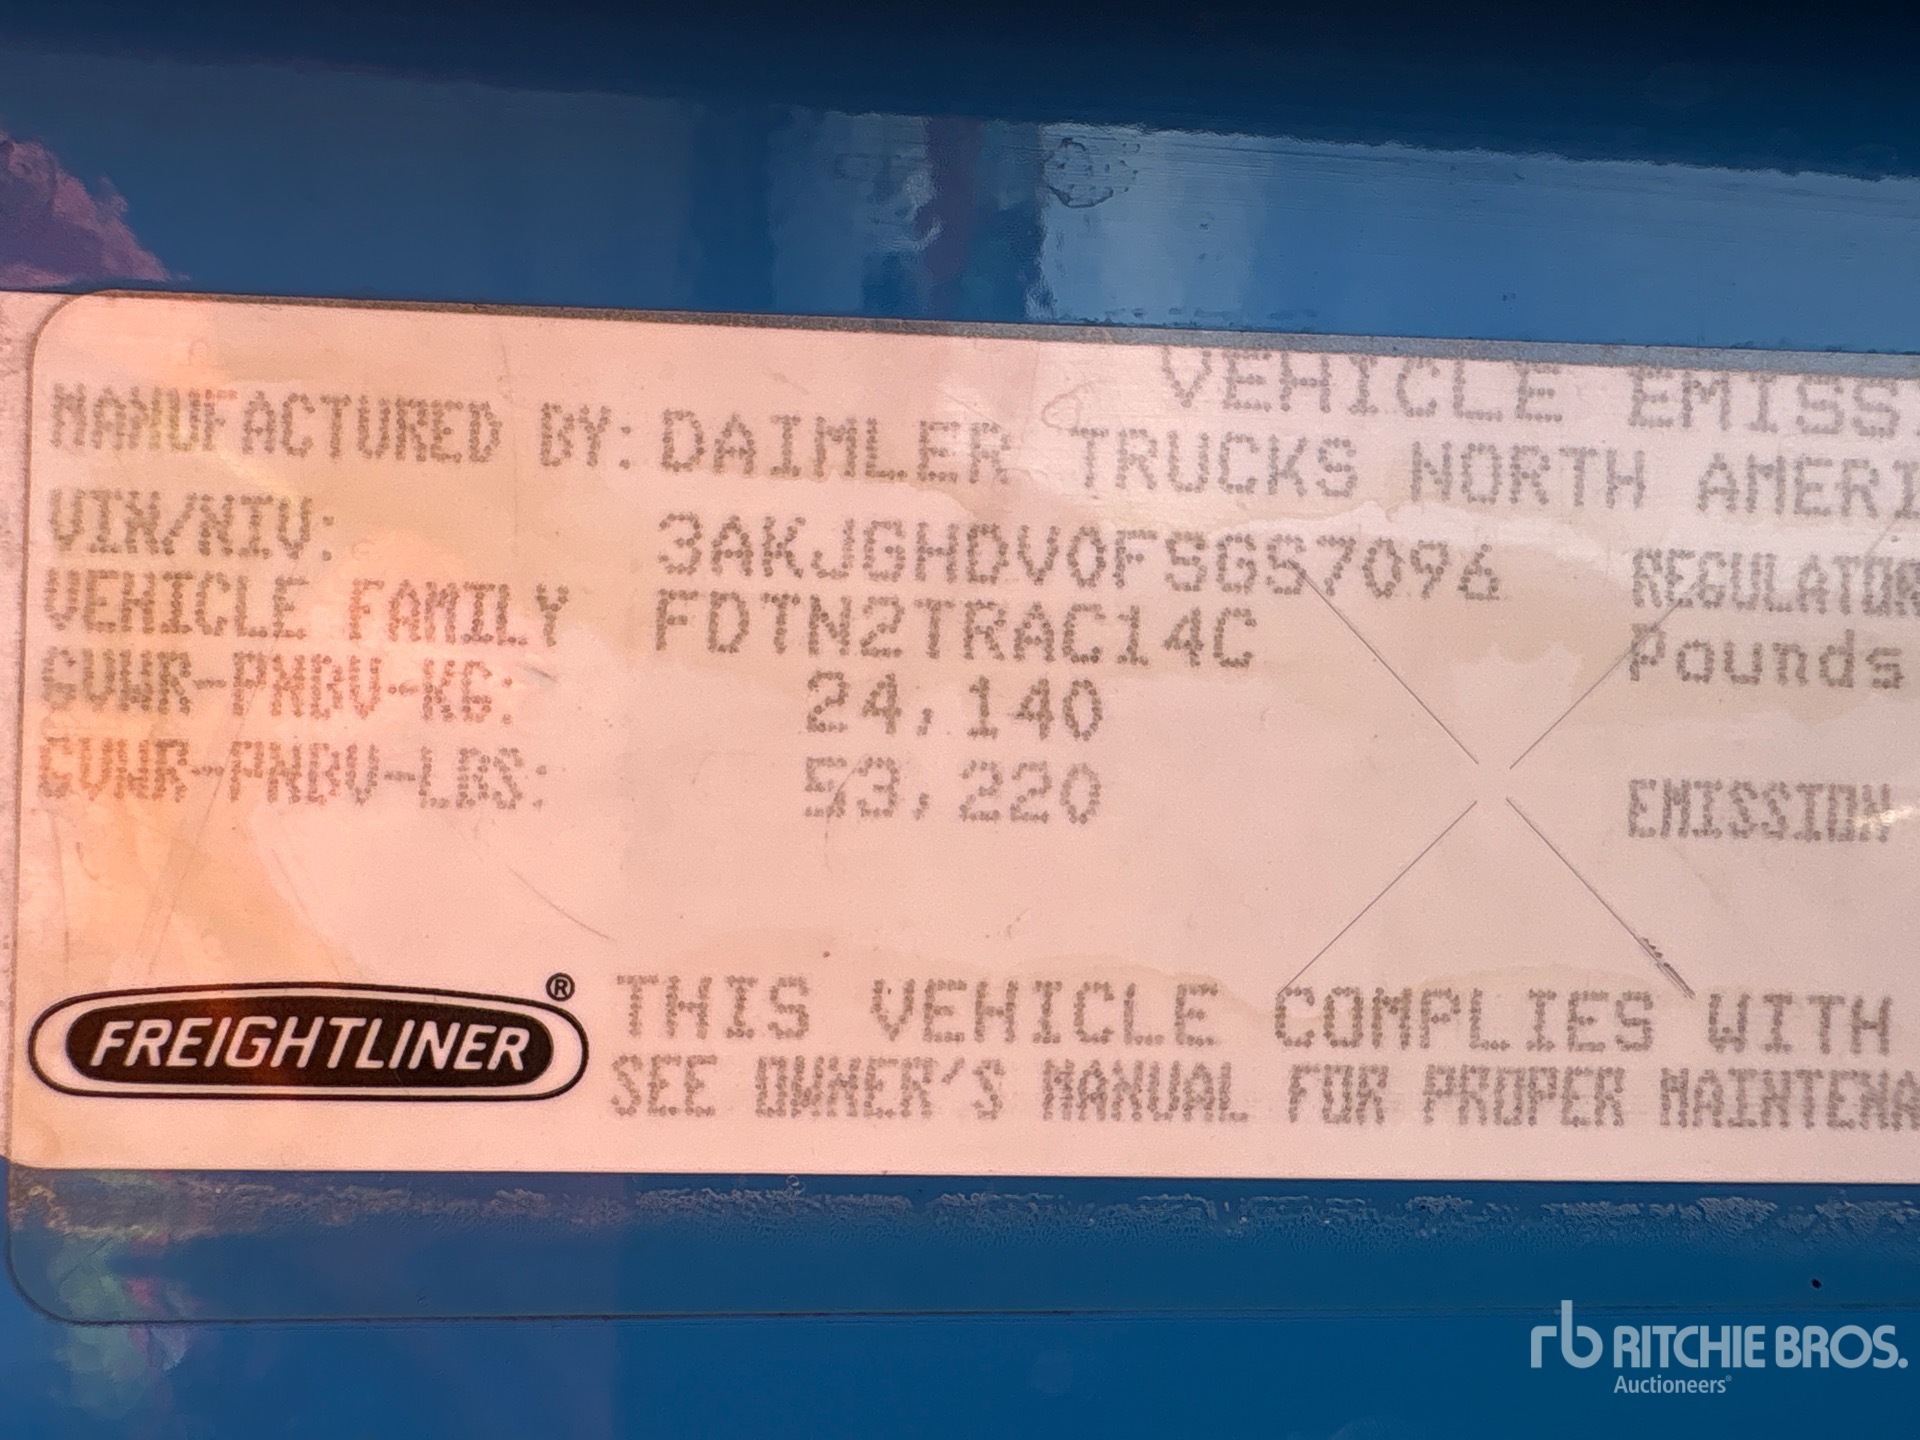 VEHICLE EMISS
MANUFACTURED BY: DAIMLER TRUCKS NORTH AMERI
VIN/NIV: 3AKJGHDV0FSGS7096
REGULATOR
VEHICLE FAMILY FDTN2TRAC14C
Pounds
GVWR-PNBV-KG: 24,140
GVWR-PNBV-LBS: 53,220
EMISSION
FREIGHTLINER®
THIS VEHICLE COMPLIES WITH
SEE OWNER'S MANUAL FOR PROPER MAINTENA
rb RITCHIE BROS.
Auctioneers®